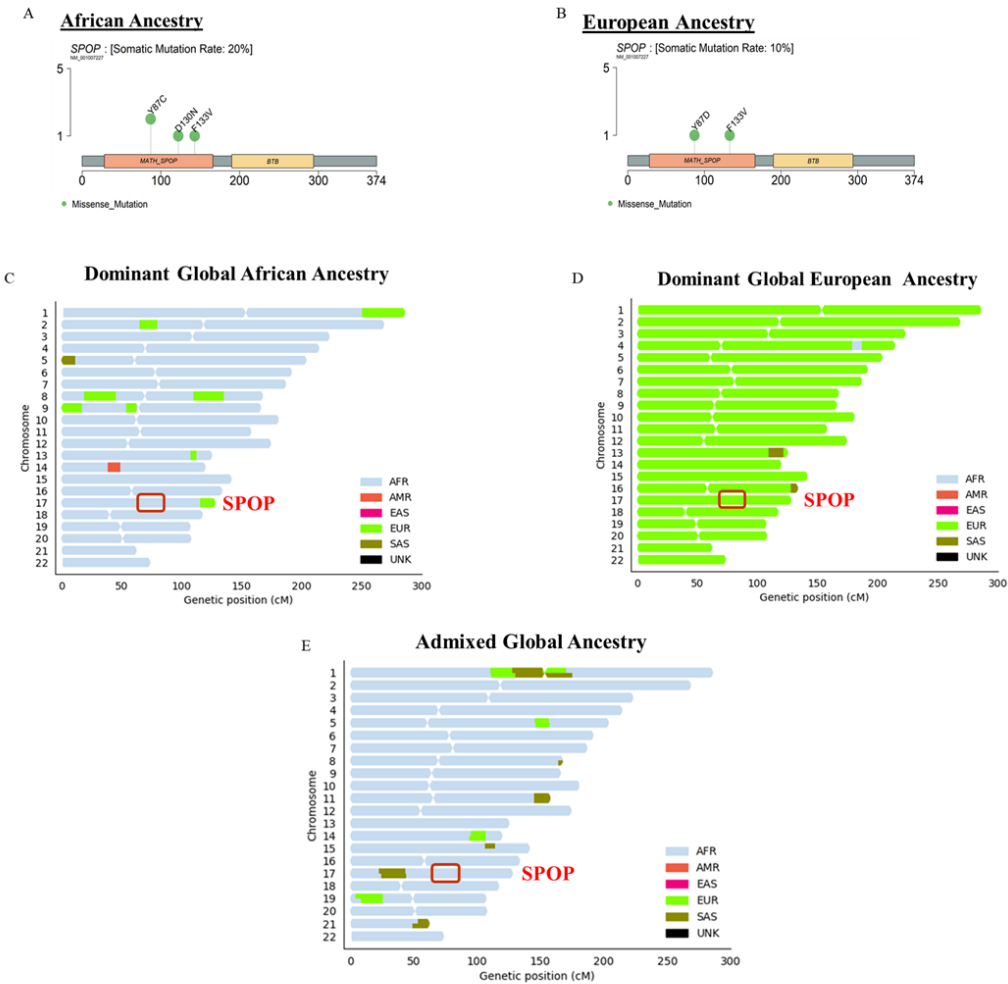 A
African Ancestry
SPOP : [Somatic Mutation Rate: 20%]
NM_001007227
5
1
Y87C
D130N
F133V
MATH_SPOP
BTB
0
100
200
300
374
Missense_Mutation
B
European Ancestry
SPOP : [Somatic Mutation Rate: 10%]
NM_001007227
5
1
Y87D
F133V
MATH_SPOP
BTB
0
100
200
300
374
Missense_Mutation
C
Dominant Global African Ancestry
Chromosome
1
2
3
4
5
6
7
8
9
10
11
12
13
14
15
16
17
18
19
20
21
22
SPOP
AFR
AMR
EAS
EUR
SAS
UNK
0
50
100
150
200
250
300
Genetic position (cM)
D
Dominant Global European Ancestry
Chromosome
1
2
3
4
5
6
7
8
9
10
11
12
13
14
15
16
17
18
19
20
21
22
SPOP
AFR
AMR
EAS
EUR
SAS
UNK
0
50
100
150
200
250
300
Genetic position (cM)
E
Admixed Global Ancestry
Chromosome
1
2
3
4
5
6
7
8
9
10
11
12
13
14
15
16
17
18
19
20
21
22
SPOP
AFR
AMR
EAS
EUR
SAS
UNK
0
50
100
150
200
250
300
Genetic position (cM)